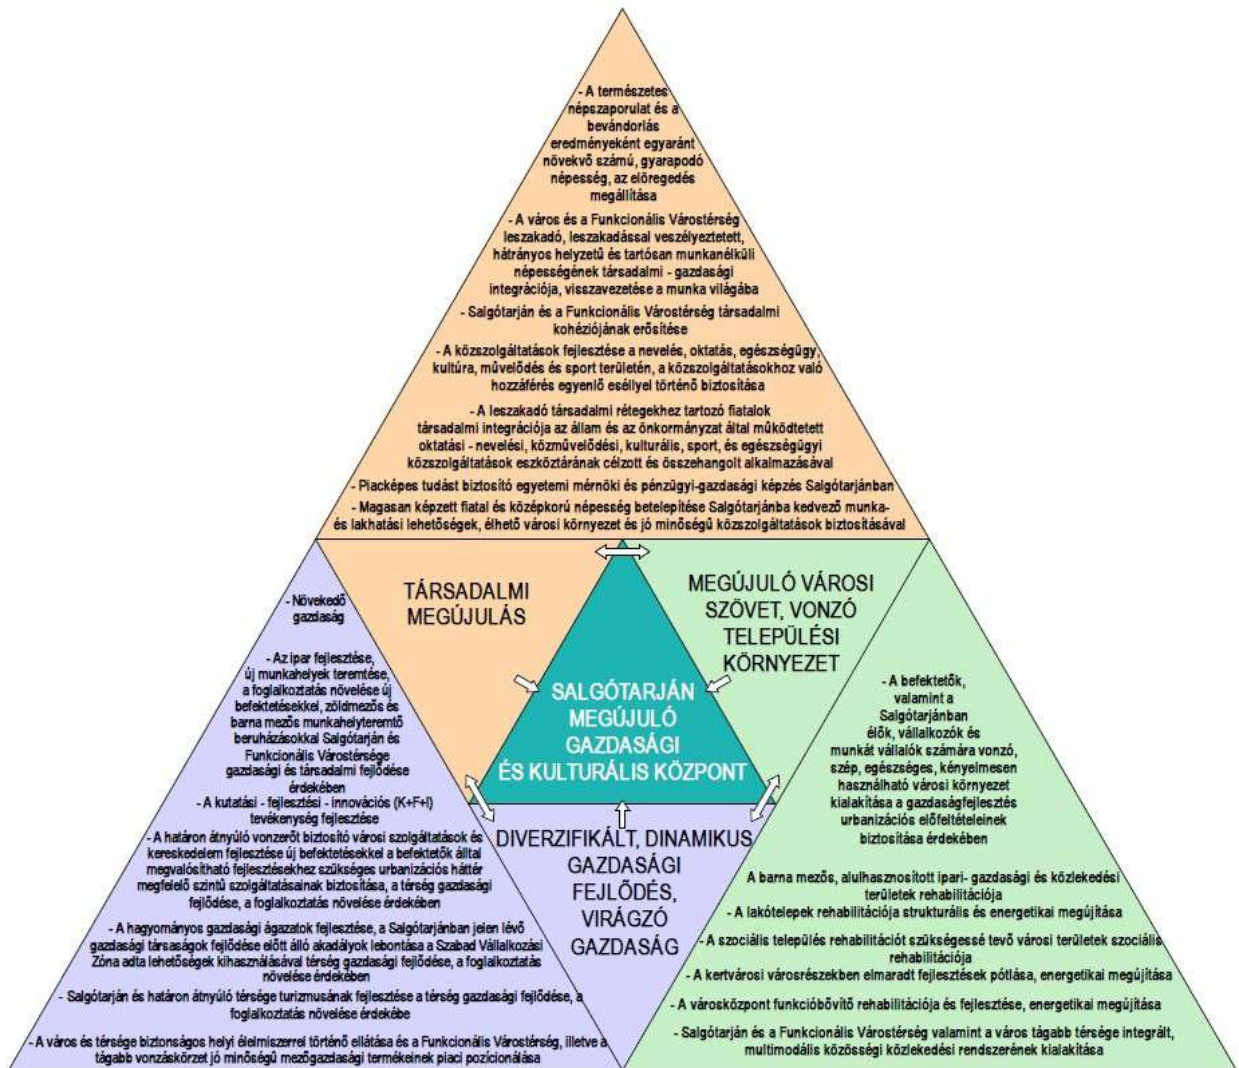 - A természetes
népszaporulat és a
bevándorlás
eredményeként egyaránt
növekvő számú, gyarapodó
népesség, az elöregedés
megállítása
- A város és a Funkcionális Várostérség
leszakadó, leszakadással veszélyeztetett,
hátrányos helyzetű és tartósan munkanélküli
népességének társadalmi - gazdasági
integrációja, visszavezetése a munka világába
- Salgótarján és a Funkcionális Várostérség társadalmi
kohéziójának erősítése
- A közszolgáltatások fejlesztése a nevelés, oktatás, egészségügy,
kultúra, művelődés és sport területén, a közszolgáltatásokhoz való
hozzáférés egyenlő eséllyel történő biztosítása
- A leszakadó társadalmi rétegekhez tartozó fiatalok
társadalmi integrációja az állam és az önkormányzat által működtetett
oktatási - nevelési, közművelődési, kulturális, sport, és egészségügyi
közszolgáltatások eszköztárának célzott és összehangolt alkalmazásával
- Piacképes tudást biztosító egyetemi mérnöki és pénzügyi-gazdasági képzés Salgótarjánban
- Magasan képzett fiatal és középkorú népesség betelepítése Salgótarjánba kedvező munka-
és lakhatási lehetőségek, élhető városi környezet és jó minőségű közszolgáltatások biztosításával
TÁRSADALMI
MEGÚJULÁS
MEGÚJULÓ VÁROSI
SZÖVET, VONZÓ
TELEPÜLÉSI
KÖRNYEZET
SALGÓTARJÁN
MEGÚJULÓ
GAZDASÁGI
ÉS KULTURÁLIS KÖZPONT
DIVERZIFIKÁLT, DINAMIKUS
GAZDASÁGI
FEJLŐDÉS,
VIRÁGZÓ
GAZDASÁG
- Növekedő
gazdaság
- Az ipar fejlesztése,
új munkahelyek teremtése,
a foglalkoztatás növelése új
befektetésekkel, zöldmezős és
barna mezős munkahelyteremtő
beruházásokkal Salgótarján és
Funkcionális Várostérsége
gazdasági és társadalmi fejlődése
érdekében
- A kutatási - fejlesztési - innovációs (K+F+I)
tevékenység fejlesztése
- A határon átnyúló vonzerőt biztosító városi szolgáltatások és
kereskedelem fejlesztése új befektetésekkel a befektetők álltal
megvalósítható fejlesztésekhez szükséges urbanizációs háttér
megfelelő szintű szolgáltatásainak biztosítása, a térség gazdasági
fejlődése, a foglalkoztatás növelése érdekében
- A hagyományos gazdasági ágazatok fejlesztése, a Salgótarjánban jelen lévő
gazdasági társaságok fejlődése előtt álló akadályok lebontása a Szabad Vállalkozási
Zóna adta lehetőségek kihasználásával térség gazdasági fejlődése, a foglalkoztatás
növelése érdekében
- Salgótarján és határon átnyúló térsége turizmusának fejlesztése a térség gazdasági fejlődése, a
foglalkoztatás növelése érdekébe
- A város és térsége biztonságos helyi élelmiszerrel történő ellátása és a Funkcionális Várostérség, illetve a
tágabb vonzáskörzet jó minőségű mezőgazdasági termékeinek piaci pozícionálása
- A befektetők,
valamint a
Salgótarjánban
élők, vállalkozók és
munkát vállalók számára vonzó,
szép, egészséges, kényelmesen
használható városi környezet
kialakítása a gazdaságfejlesztés
urbanizációs előfeltételeinek
biztosítása érdekében
A barna mezős, alulhasznosított ipari- gazdasági és közlekedési
területek rehabilitációja
- A lakótelepek rehabilitációja strukturális és energetikai megújítása
- A szociális település rehabilitációt szükségessé tevő városi területek szociális
rehabilitációja
- A kertvárosi városrészekben elmaradt fejlesztések pótlása, energetikai megújítása
- A városközpont funkcióbővítő rehabilitációja és fejlesztése, energetikai megújítása
- Salgótarján és a Funkcionális Várostérség valamint a város tágabb térsége integrált,
multimodális közösségi közlekedési rendszerének kialakítása